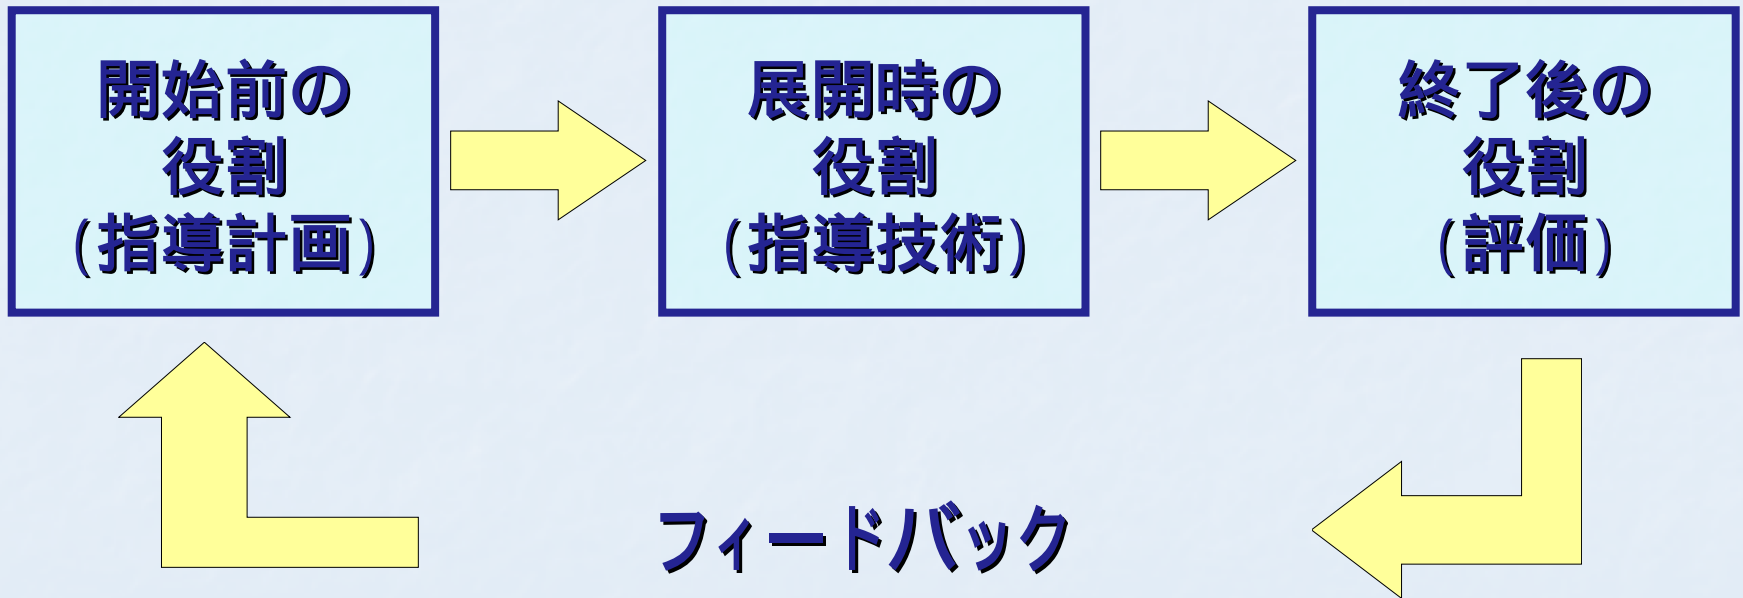 開始前の
役割
(指導計画)
展開時の
役割
(指導技術)
終了後の
役割
(評価)
フィードバック